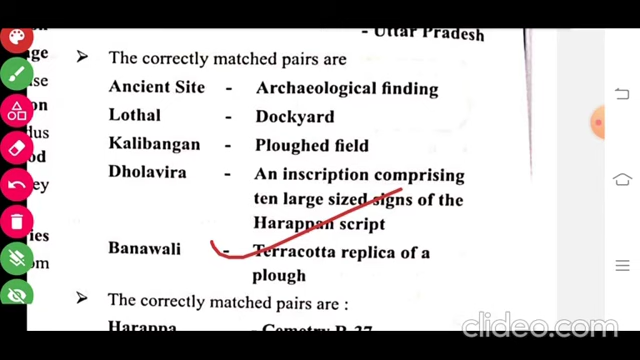 - Uttar Pradesh
➤ The correctly matched pairs are
Ancient Site - Archaeological finding
Lothal - Dockyard
Kalibangan - Ploughed field
Dholavira - An inscription comprising
ten large sized signs of the
Harappan script
Banawali - Terracotta replica of a
plough
➤ The correctly matched pairs are :
Harappa
clideo.com